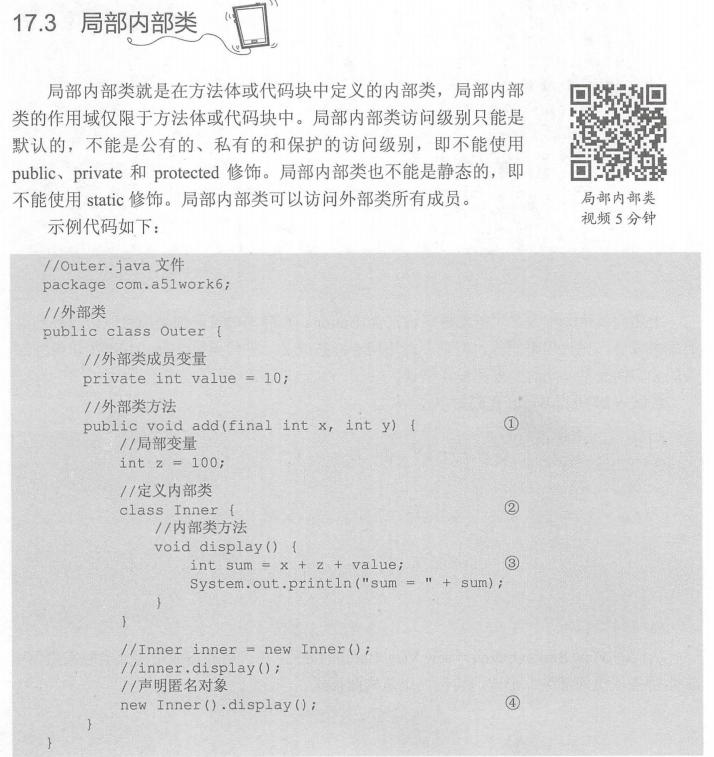 17.3 局部内部类
局部内部类就是在方法体或代码块中定义的内部类，局部内部
类的作用域仅限于方法体或代码块中。局部内部类访问级别只能是
默认的，不能是公有的、私有的和保护的访问级别，即不能使用
public、private 和 protected 修饰。局部内部类也不能是静态的，即
不能使用 static 修饰。局部内部类可以访问外部类所有成员。
示例代码如下：
局部内部类
视频 5 分钟
//Outer.java 文件
package com.a51work6;
//外部类
public class Outer {
//外部类成员变量
private int value = 10;
//外部类方法
public void add(final int x, int y) { ①
//局部变量
int z = 100;
//定义内部类
class Inner { ②
//内部类方法
void display() {
int sum = x + z + value; ③
System.out.println("sum = " + sum);
}
}
//Inner inner = new Inner();
//inner.display();
//声明匿名对象
new Inner().display(); ④
}
}